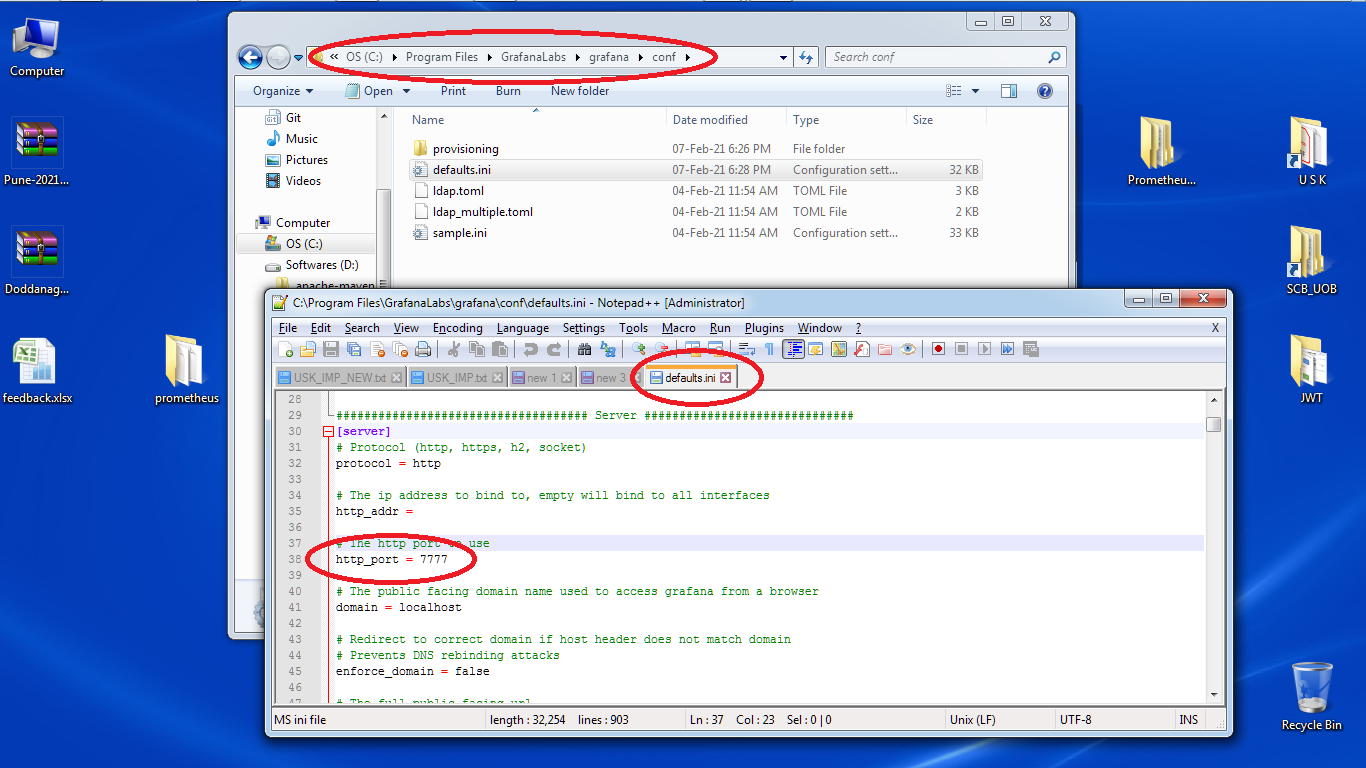 Computer
Pune-2021...
Doddanag...
feedback.xlsx
prometheus
Prometheu...
U S K
SCB_UOB
JWT
Recycle Bin
« OS (C:) Program Files GrafanaLabs grafana conf
Search conf
Organize Open Print Burn New folder
Git
Music
Pictures
Videos
Computer
OS (C:)
Softwares (D:)
apache-maven
Name Date modified Type Size
provisioning 07-Feb-21 6:26 PM File folder
defaults.ini 07-Feb-21 6:28 PM Configuration sett... 32 KB
ldap.toml 04-Feb-21 11:54 AM TOML File 3 KB
ldap_multiple.toml 04-Feb-21 11:54 AM TOML File 2 KB
sample.ini 04-Feb-21 11:54 AM Configuration sett... 33 KB
C:\Program Files\GrafanaLabs\grafana\conf\defaults.ini - Notepad++ [Administrator]
File Edit Search View Encoding Language Settings Tools Macro Run Plugins Window ? X
USK_IMP_NEW.txt USK_IMP.txt new 1 new 3 defaults.ini
28
29 #################################### Server ##############################
30 [server]
31 # Protocol (http, https, h2, socket)
32 protocol = http
33
34 # The ip address to bind to, empty will bind to all interfaces
35 http_addr =
36
37 # The http port to use
38 http_port = 7777
39
40 # The public facing domain name used to access grafana from a browser
41 domain = localhost
42
43 # Redirect to correct domain if host header does not match domain
44 # Prevents DNS rebinding attacks
45 enforce_domain = false
46
47 # The full public facing url
MS ini file length : 32,254 lines : 903 Ln : 37 Col : 23 Sel : 0 | 0 Unix (LF) UTF-8 INS